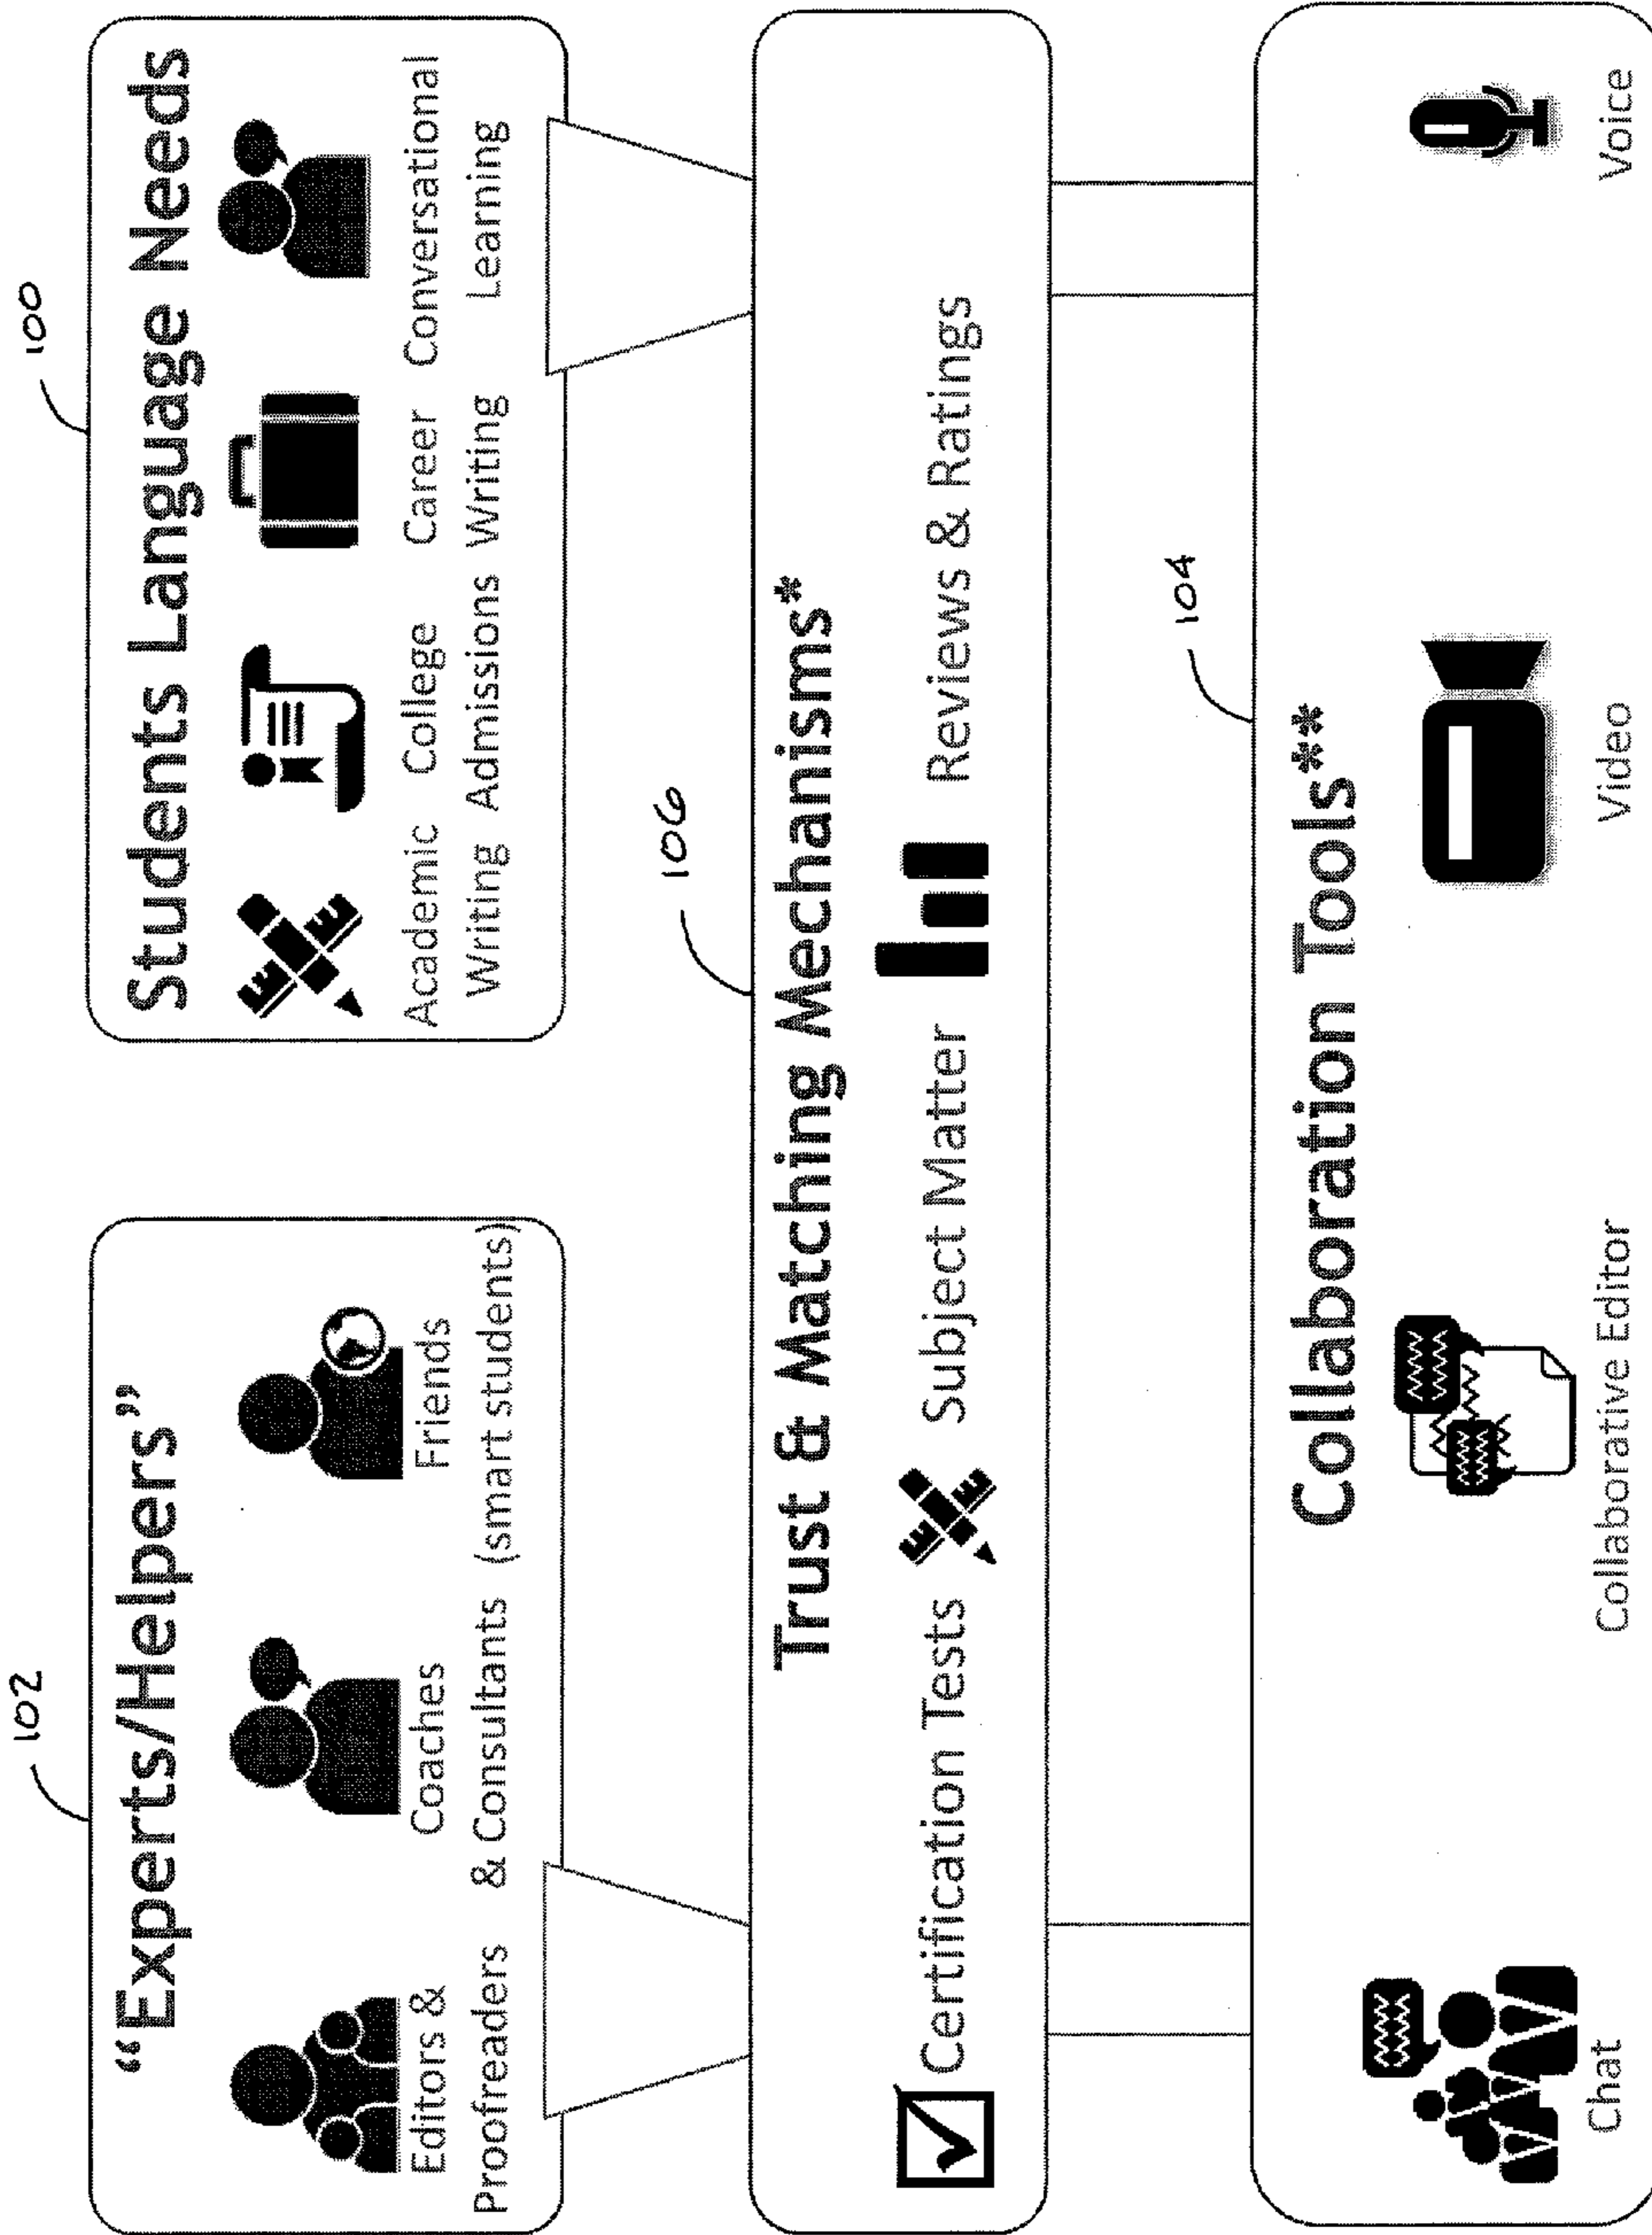 102
“Experts/Helpers”
Editors &
Proofreaders
Coaches
& Consultants
Friends
(smart students)
100
Students Language Needs
Academic
Writing
College
Admissions
Career
Writing
Conversational
Learning
106
Trust & Matching Mechanisms*
Certification Tests
Subject Matter
Reviews & Ratings
104
Collaboration Tools**
Chat
Collaborative Editor
Video
Voice